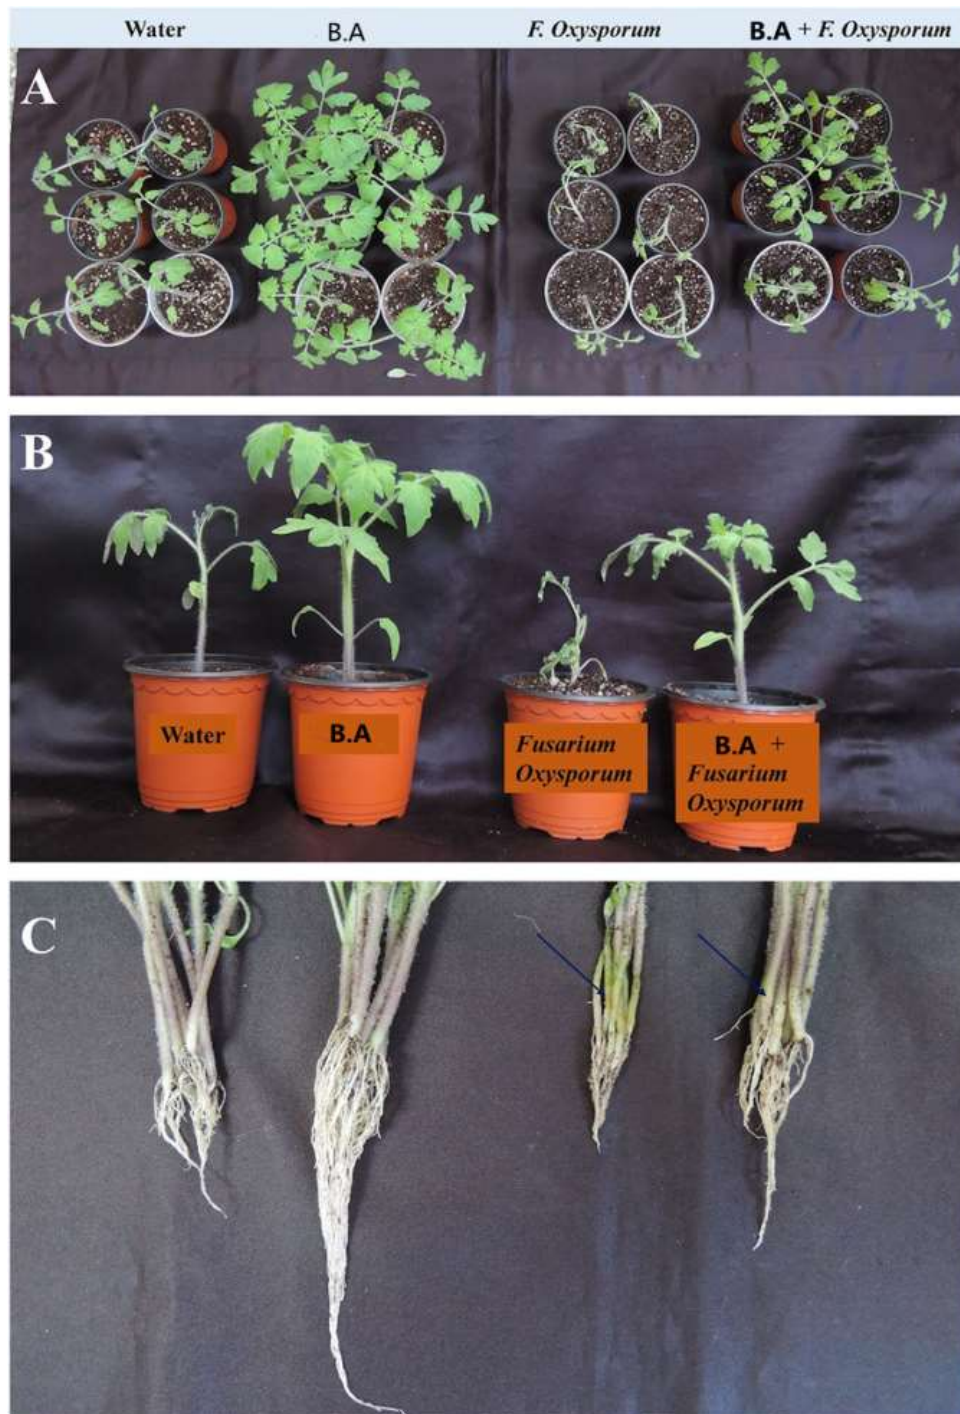 Water B.A F. Oxysporum B.A + F. Oxysporum
A
B
Water
B.A
Fusarium
Oxysporum
B.A +
Fusarium
Oxysporum
C